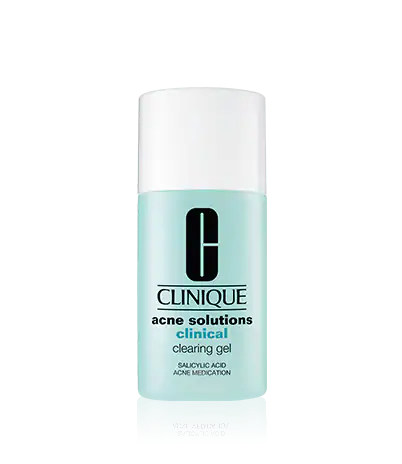 C
CLINIQUE
acne solutions
clinical
clearing gel
SALICYLIC ACID
ACNE MEDICATION